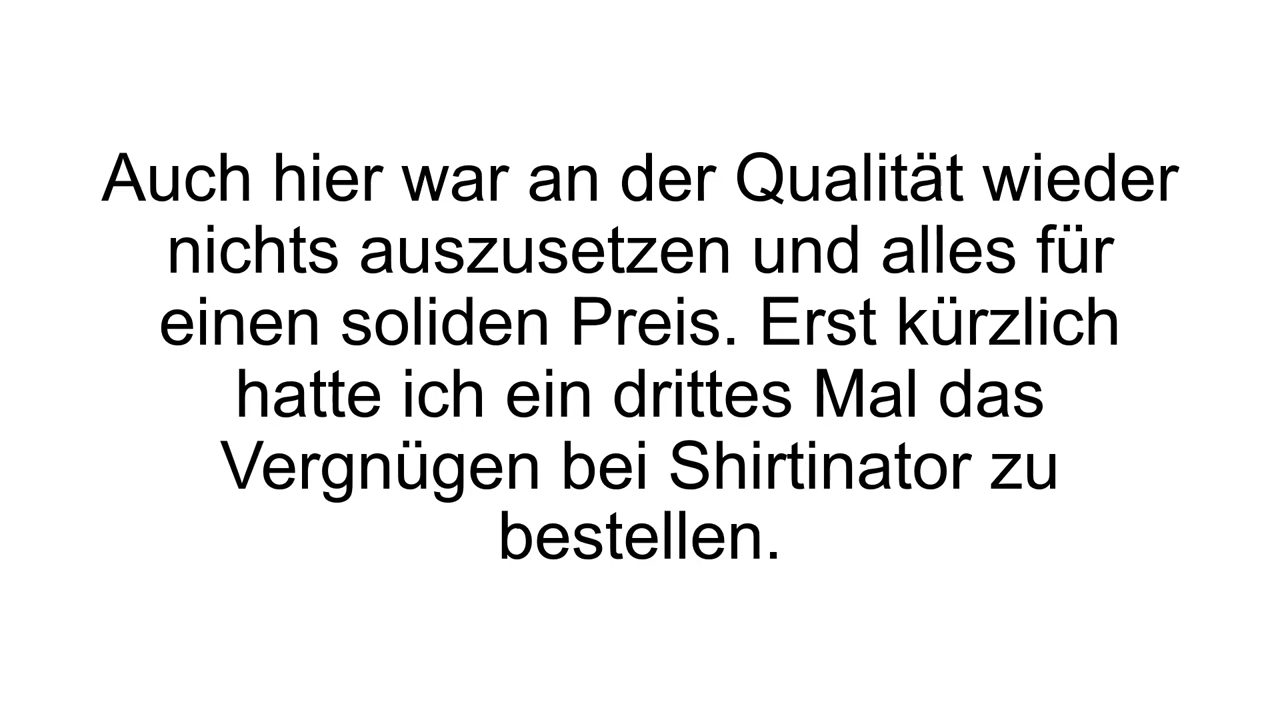 Auch hier war an der Qualität wieder
nichts auszusetzen und alles für
einen soliden Preis. Erst kürzlich
hatte ich ein drittes Mal das
Vergnügen bei Shirtinator zu
bestellen.